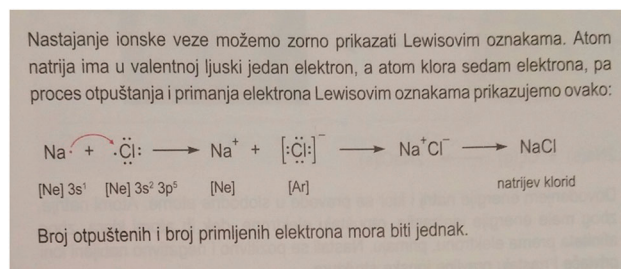 Nastajanje ionske veze možemo zorno prikazati Lewisovim oznakama. Atom
natrija ima u valentnoj ljuski jedan elektron, a atom klora sedam elektrona, pa
proces otpuštanja i primanja elektrona Lewisovim oznakama prikazujemo ovako:
Na· + ·C̤̈l: ⟶ Na⁺ + [:C̤̈l:]⁻ ⟶ Na⁺Cl⁻ ⟶ NaCl
[Ne] 3s¹ [Ne] 3s² 3p⁵ [Ne] [Ar] natrijev klorid
Broj otpuštenih i broj primljenih elektrona mora biti jednak.